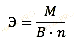 Э = M / (B · n)